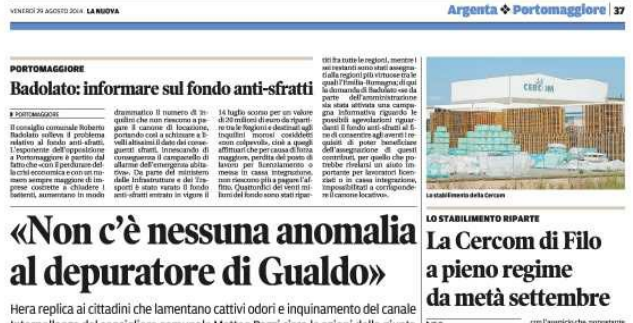 VENERDÌ 29 AGOSTO 2014 LA NUOVA
Argenta ❖ Portomaggiore 37
PORTOMAGGIORE
Badolato: informare sul fondo anti-sfratti
PORTOMAGGIORE
Il consiglio comunale Roberto
Badolato solleva il problema
relativo al fondo anti-sfratti.
L'esponente dell'opposizione
a Portomaggiore è partito dal
fatto che «con il perdurare del-
la crisi economica e con un nu-
mero sempre maggiore di im-
prese costrette a chiudere i
battenti, aumentano in modo
drammatico il numero di in-
quilini che non riescono a pa-
gare il canone di locazione,
portando così a schizzare a li-
velli altissimi il dato dei conse-
guenti sfratti, innescando di
conseguenza il campanello di
allarme dell'emergenza abita-
tiva». Da parte del ministero
delle Infrastrutture e dei Tra-
sporti è stato varato il fondo
anti-sfratti entrato in vigore il
14 luglio scorso per un valore
di 20 milioni di euro da riparti-
re tra le Regioni e destinati agli
inquilini morosi cosiddetti
«non colpevoli», cioè a quegli
affittuari che per causa di forza
maggiore, perdita del posto di
lavoro per licenziamento o
messa in cassa integrazione,
non riescono più a pagare l'af-
fitto. Quattordici dei venti mi-
lioni del fondo sono stati ripar-
titi fra tutte le regioni, mentre i
sei restanti sono stati assegna-
ti alla regioni più virtuose tra le
quali l'Emilia-Romagna; di qui
la domanda di Badolato «se da
parte dell'amministrazione
sia stata attivata una campa-
gna informativa riguardo le
possibili agevolazioni riguar-
danti il fondo anti-sfratti al fi-
ne di consentire agli aventi i re-
quisiti di poter beneficiare
dell'assegnazione di questi
contributi, per quello che po-
trebbe rivelarsi un aiuto im-
portante per lavoratori licen-
ziati o in cassa integrazione,
impossibilitati a corrisponde-
re il canone locativo».
CERCOM
Lo stabilimento della Cercom
«Non c'è nessuna anomalia
al depuratore di Gualdo»
Hera replica ai cittadini che lamentano cattivi odori e inquinamento del canale
LO STABILIMENTO RIPARTE
La Cercom di Filo
a pieno regime
da metà settembre